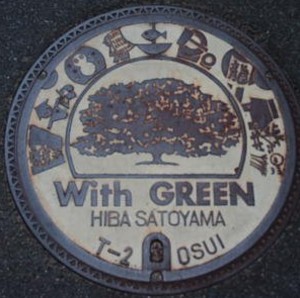 With GREEN
HIBA SATOYAMA
T-2 OSUI